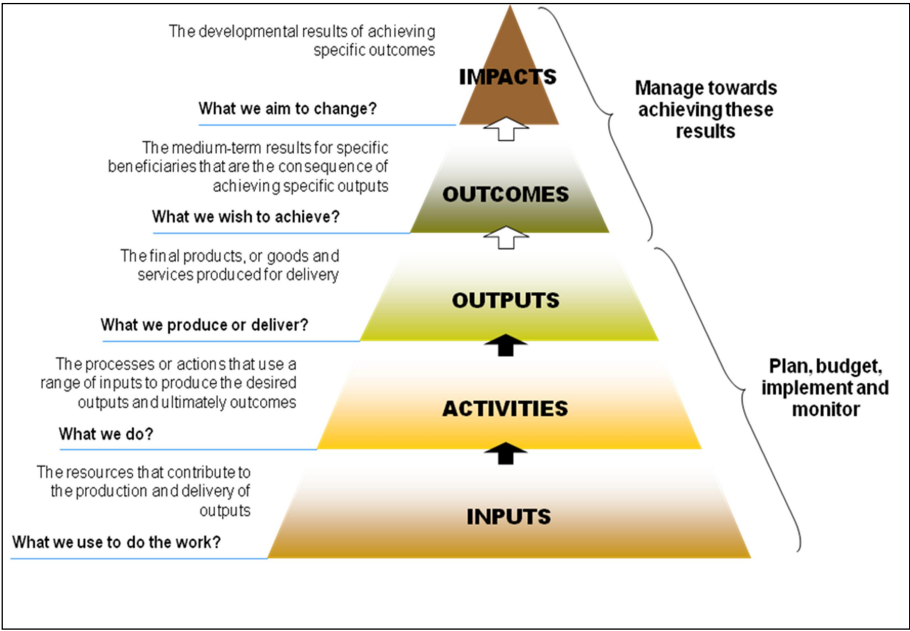 The developmental results of achieving
specific outcomes
IMPACTS
What we aim to change?
Manage towards
achieving these
results
The medium-term results for specific
beneficiaries that are the consequence of
achieving specific outputs
OUTCOMES
What we wish to achieve?
The final products, or goods and
services produced for delivery
OUTPUTS
What we produce or deliver?
The processes or actions that use a
range of inputs to produce the desired
outputs and ultimately outcomes
ACTIVITIES
What we do?
Plan, budget,
implement and
monitor
The resources that contribute to
the production and delivery of
outputs
INPUTS
What we use to do the work?